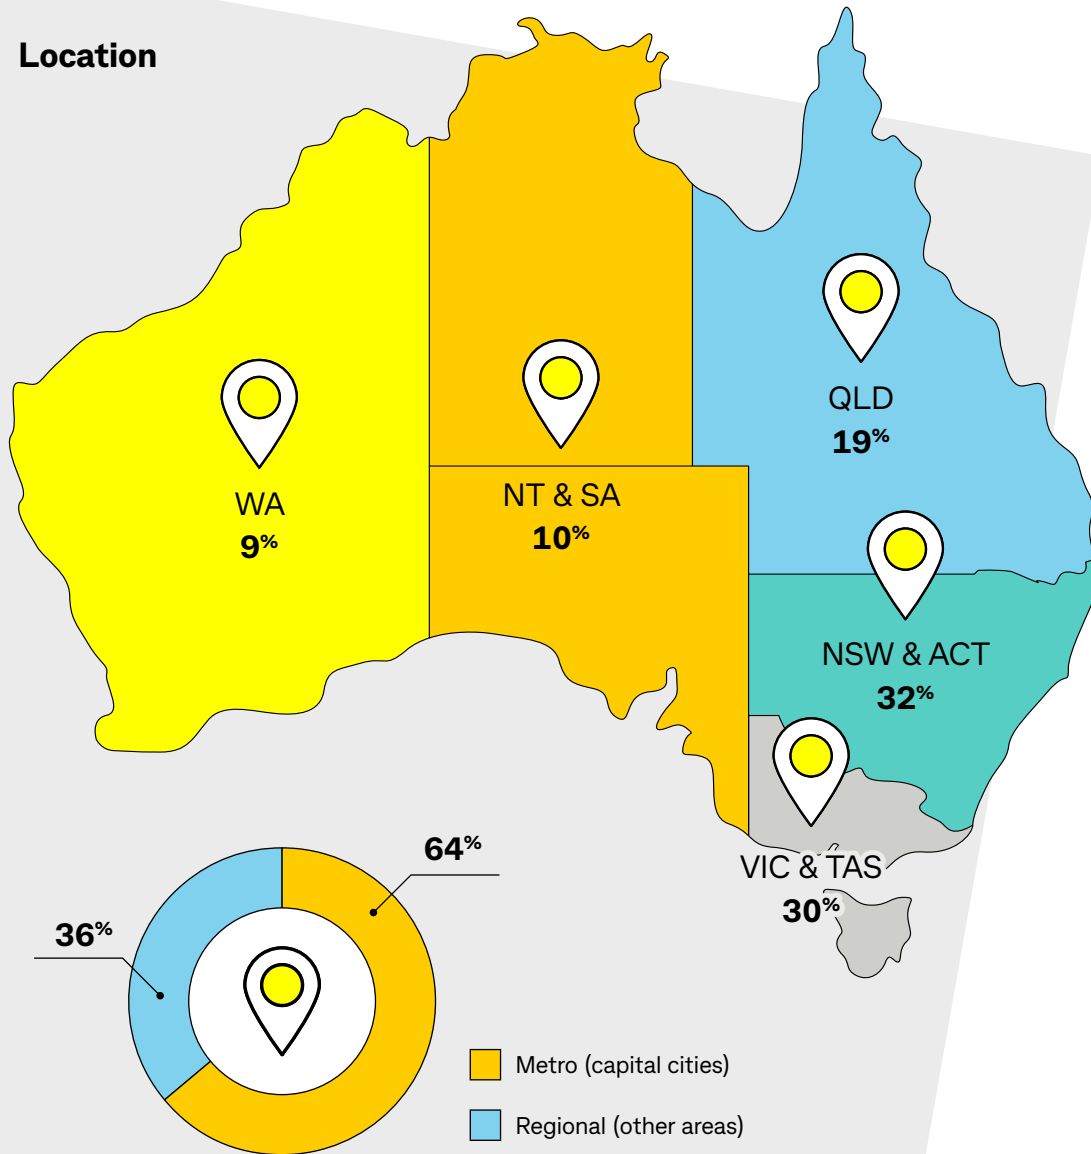 Location
QLD
19%
WA
9%
NT & SA
10%
NSW & ACT
32%
VIC & TAS
30%
64%
36%
Metro (capital cities)
Regional (other areas)